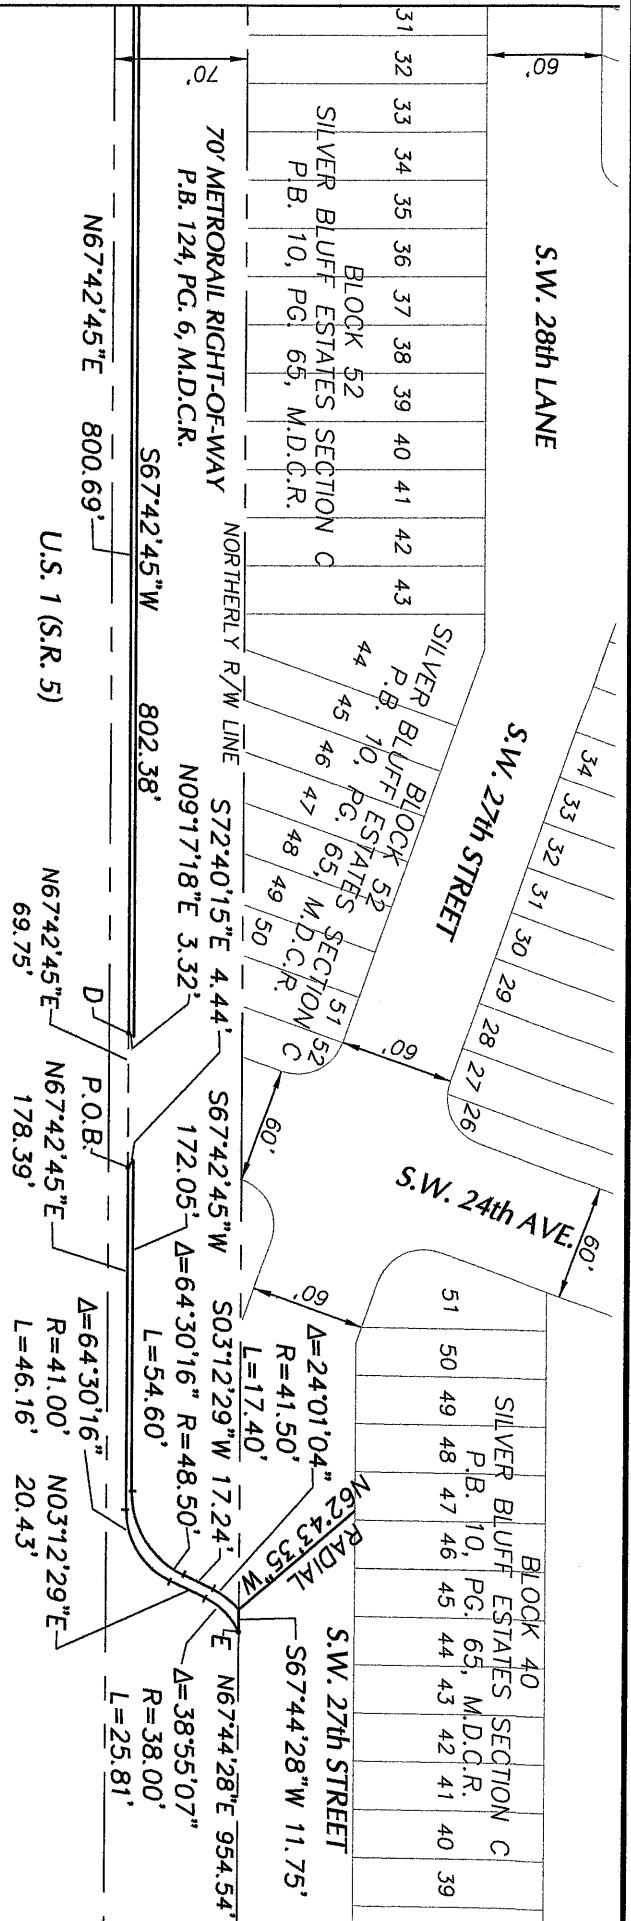 31
32
33
34
35
36
37
38
39
40
41
42
43
60'
S.W. 28th LANE
BLOCK 52
SILVER BLUFF ESTATES SECTION C
P.B. 10, PG. 65, M.D.C.R.
70'
70' METRORAIL RIGHT-OF-WAY
P.B. 124, PG. 6, M.D.C.R.
NORTHERLY R/W LINE
S67°42'45"W 802.38'
N67°42'45"E 800.69'
U.S. 1 (S.R. 5)
34
33
32
31
30
29
28
27
26
S.W. 27th STREET
44
45
46
47
48
49
50
51
52
BLOCK 52
SILVER BLUFF ESTATES SECTION C
P.B. 10, PG. 65, M.D.C.R.
60'
60'
S.W. 24th AVE.
60'
60'
S72°40'15"E 4.44'
N09°17'18"E 3.32'
D
N67°42'45"E
69.75'
P.O.B.
N67°42'45"E
178.39'
S67°42'45"W
172.05'
Δ=64°30'16" R=48.50'
L=54.60'
S03°12'29"W 17.24'
Δ=24°01'04"
R=41.50'
L=17.40'
N62°43'35"W
RADIAL
Δ=64°30'16"
R=41.00'
L=46.16'
N03°12'29"E
20.43'
S67°44'28"W 11.75'
E N67°44'28"E 954.54'
Δ=38°55'07"
R=38.00'
L=25.81'
S.W. 27th STREET
51
50
49
48
47
46
45
44
43
42
41
40
39
BLOCK 40
SILVER BLUFF ESTATES SECTION C
P.B. 10, PG. 65, M.D.C.R.